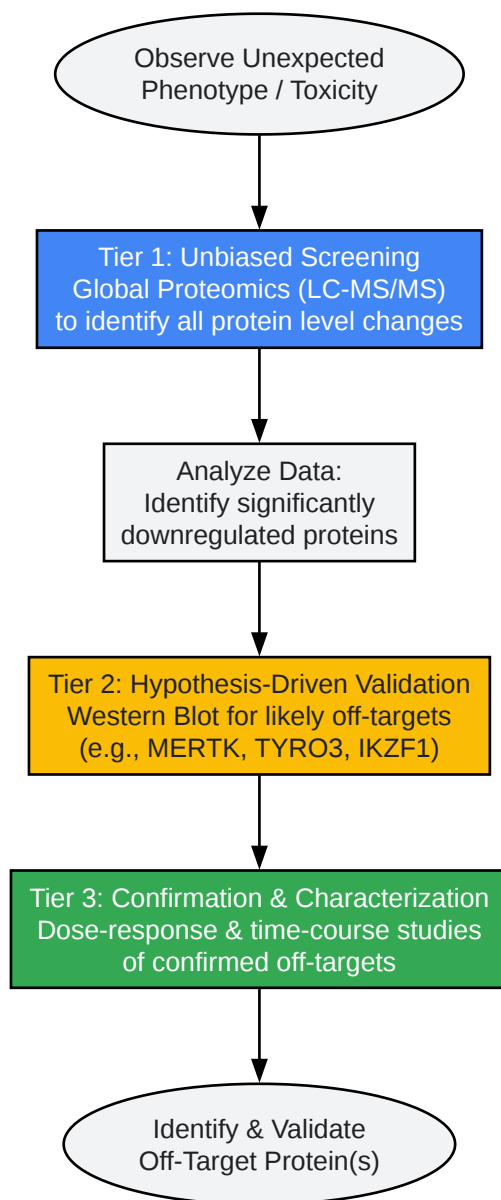 Observe Unexpected
Phenotype / Toxicity
Tier 1: Unbiased Screening
Global Proteomics (LC-MS/MS)
to identify all protein level changes
Analyze Data:
Identify significantly
downregulated proteins
Tier 2: Hypothesis-Driven Validation
Western Blot for likely off-targets
(e.g., MERTK, TYRO3, IKZF1)
Tier 3: Confirmation & Characterization
Dose-response & time-course studies
of confirmed off-targets
Identify & Validate
Off-Target Protein(s)